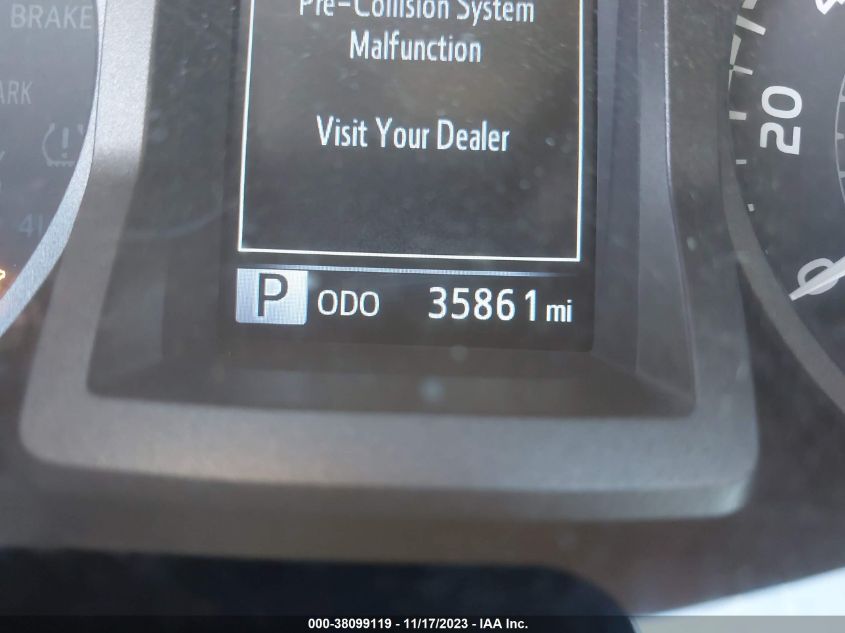 BRAKE
Pre-Collision System
Malfunction
Visit Your Dealer
P ODO 35861 mi
20
0
000-38099119 - 11/17/2023 - IAA Inc.